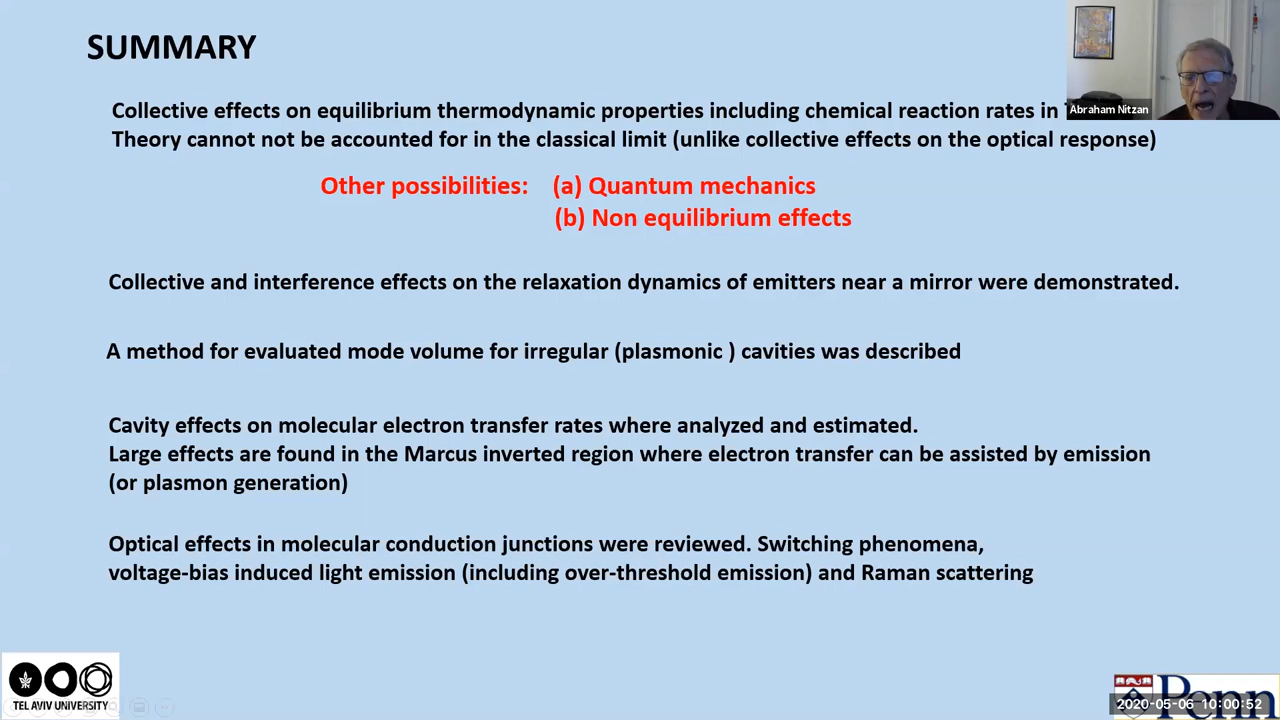 SUMMARY
Abraham Nitzan
Collective effects on equilibrium thermodynamic properties including chemical reaction rates in
Theory cannot not be accounted for in the classical limit (unlike collective effects on the optical response)
Other possibilities: (a) Quantum mechanics
(b) Non equilibrium effects
Collective and interference effects on the relaxation dynamics of emitters near a mirror were demonstrated.
A method for evaluated mode volume for irregular (plasmonic ) cavities was described
Cavity effects on molecular electron transfer rates where analyzed and estimated.
Large effects are found in the Marcus inverted region where electron transfer can be assisted by emission
(or plasmon generation)
Optical effects in molecular conduction junctions were reviewed. Switching phenomena,
voltage-bias induced light emission (including over-threshold emission) and Raman scattering
TEL AVIV UNIVERSITY
Penn
2020-05-06 10:00:52